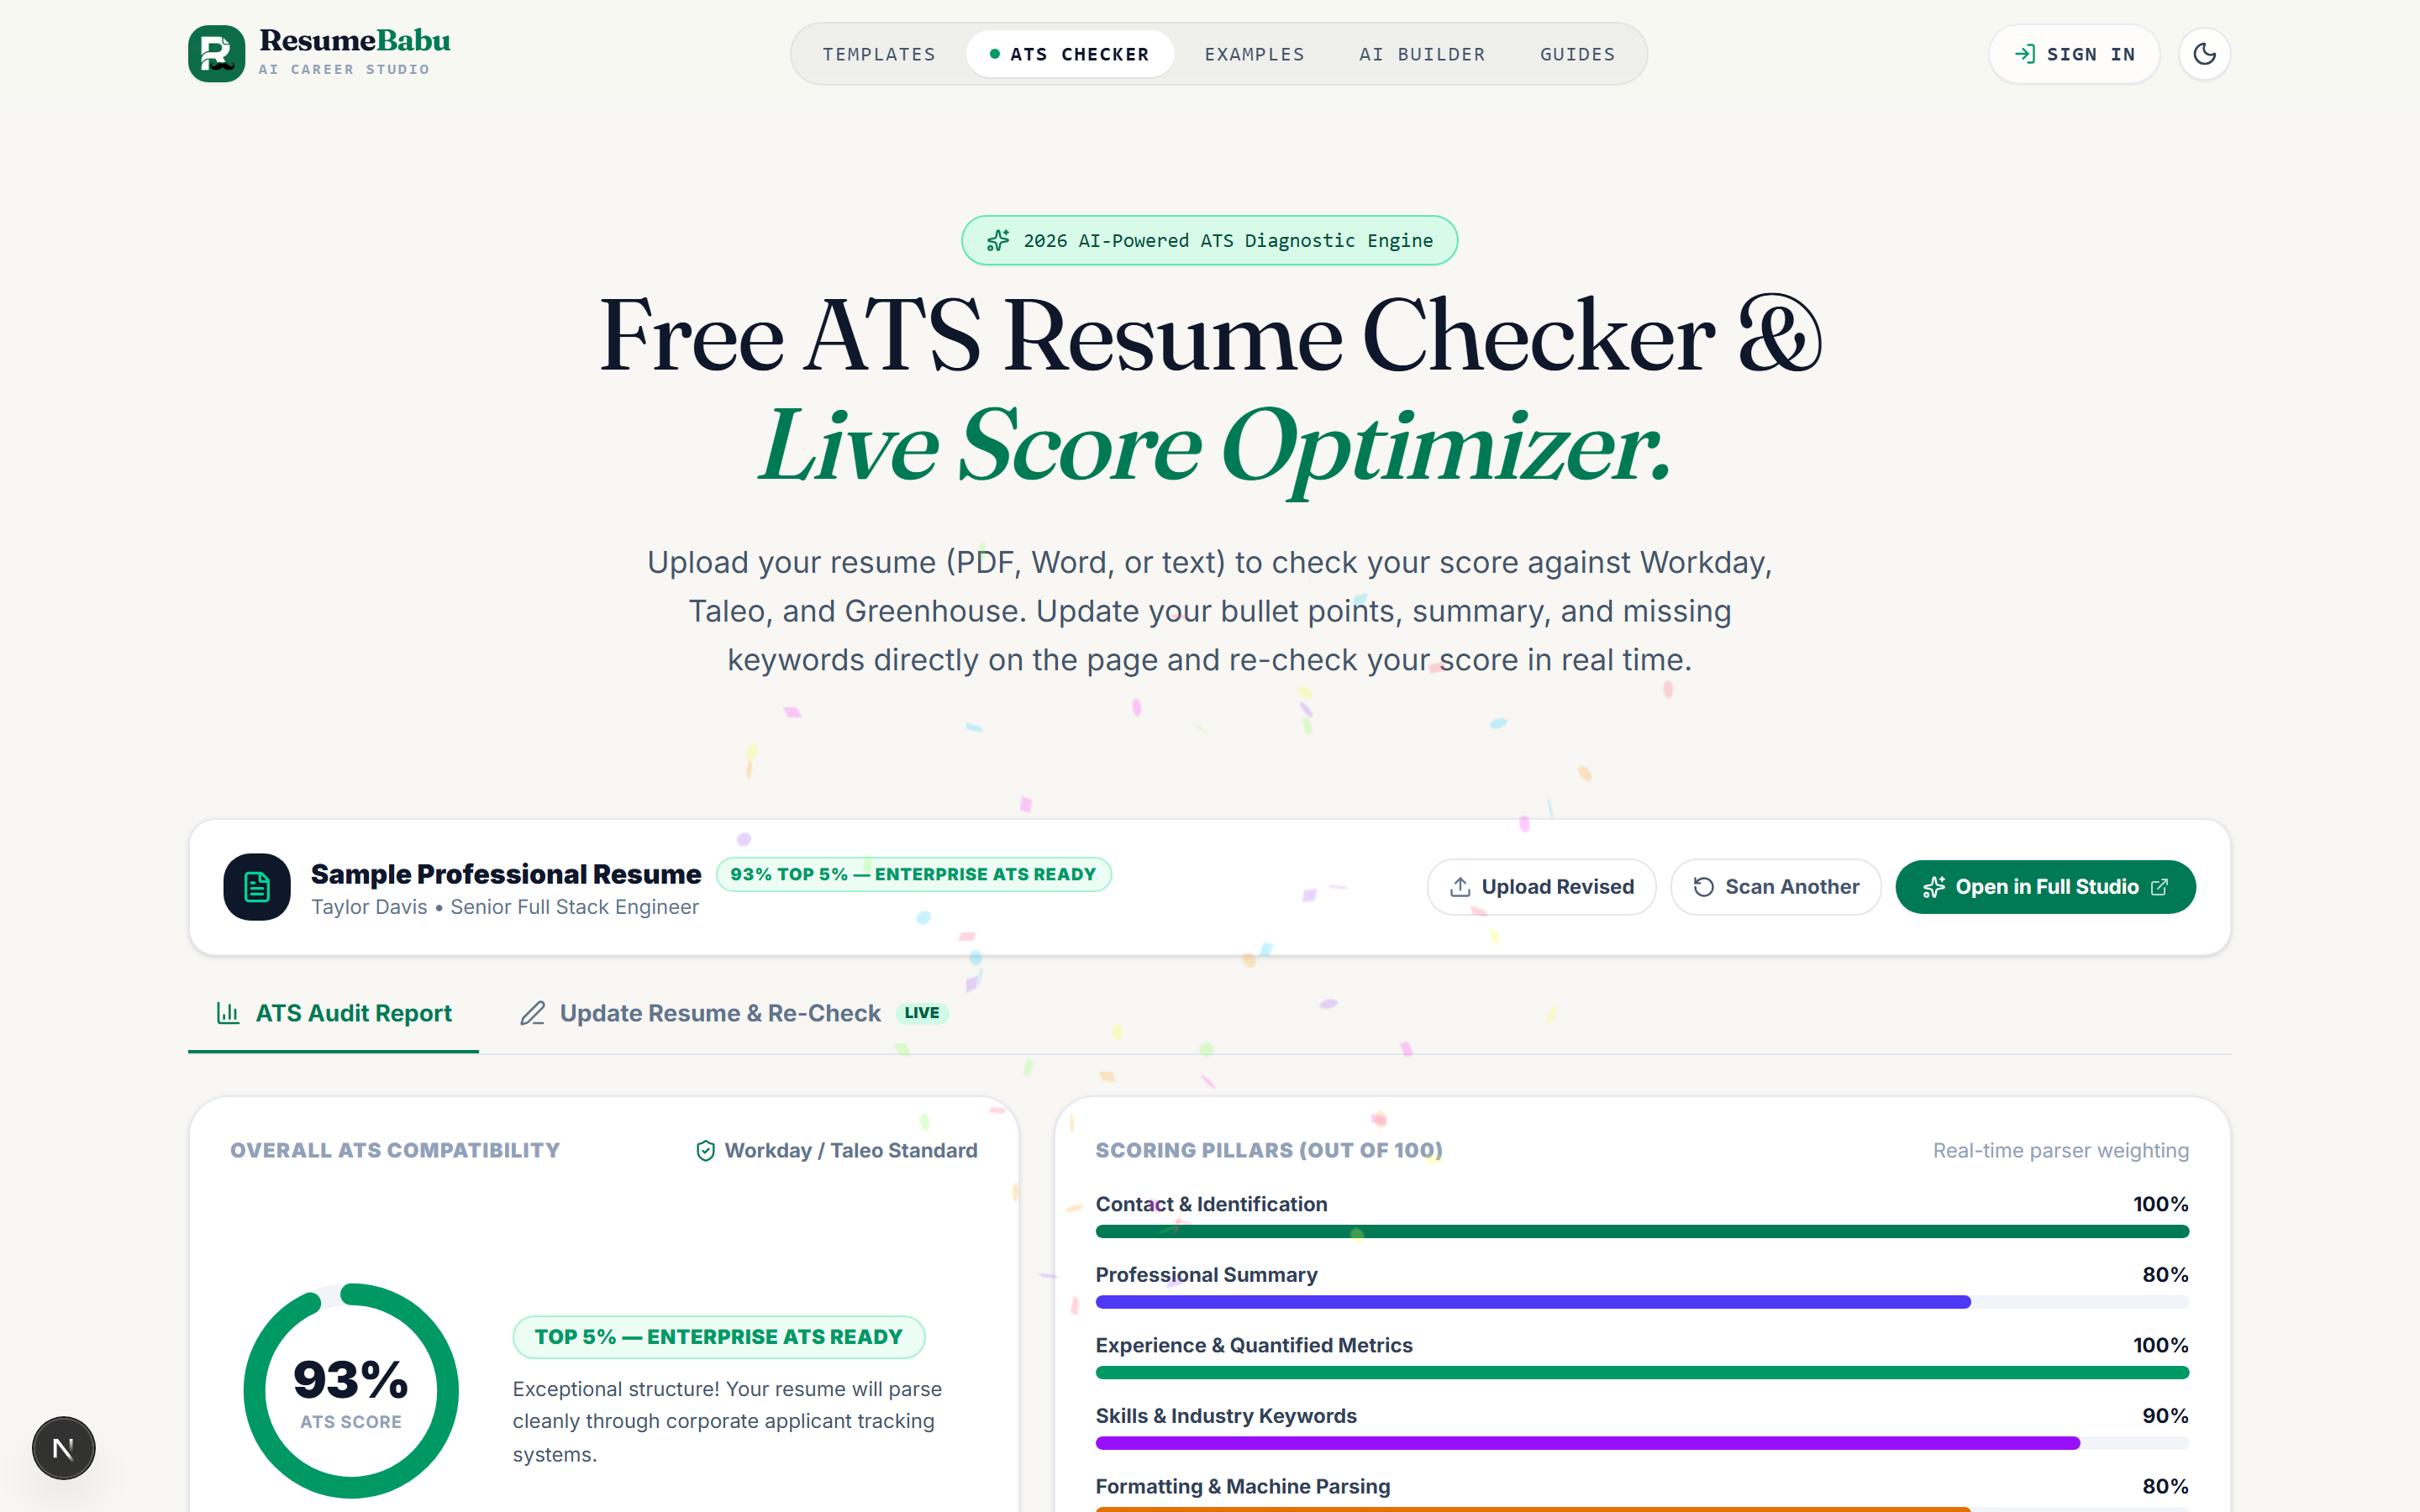 ResumeBabu
AI CAREER STUDIO
TEMPLATES
ATS CHECKER
EXAMPLES
AI BUILDER
GUIDES
SIGN IN
2026 AI-Powered ATS Diagnostic Engine
Free ATS Resume Checker &
Live Score Optimizer.
Upload your resume (PDF, Word, or text) to check your score against Workday,
Taleo, and Greenhouse. Update your bullet points, summary, and missing
keywords directly on the page and re-check your score in real time.
Sample Professional Resume
93% TOP 5% — ENTERPRISE ATS READY
Taylor Davis • Senior Full Stack Engineer
Upload Revised
Scan Another
Open in Full Studio
ATS Audit Report
Update Resume & Re-Check
LIVE
OVERALL ATS COMPATIBILITY
Workday / Taleo Standard
93%
ATS SCORE
TOP 5% — ENTERPRISE ATS READY
Exceptional structure! Your resume will parse
cleanly through corporate applicant tracking
systems.
SCORING PILLARS (OUT OF 100)
Real-time parser weighting
Contact & Identification
100%
Professional Summary
80%
Experience & Quantified Metrics
100%
Skills & Industry Keywords
90%
Formatting & Machine Parsing
80%
N